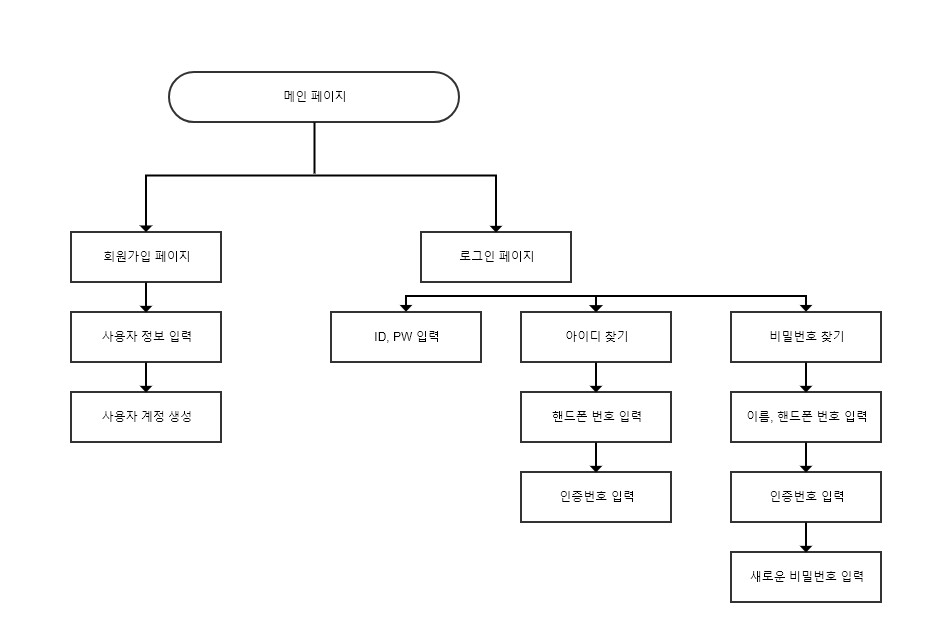 메인 페이지
회원가입 페이지
로그인 페이지
사용자 정보 입력
ID, PW 입력
아이디 찾기
비밀번호 찾기
사용자 계정 생성
핸드폰 번호 입력
이름, 핸드폰 번호 입력
인증번호 입력
인증번호 입력
새로운 비밀번호 입력